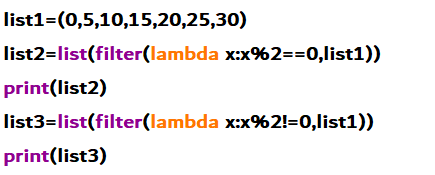 list1=(0,5,10,15,20,25,30)
list2=list(filter(lambda x:x%2==0,list1))
print(list2)
list3=list(filter(lambda x:x%2!=0,list1))
print(list3)